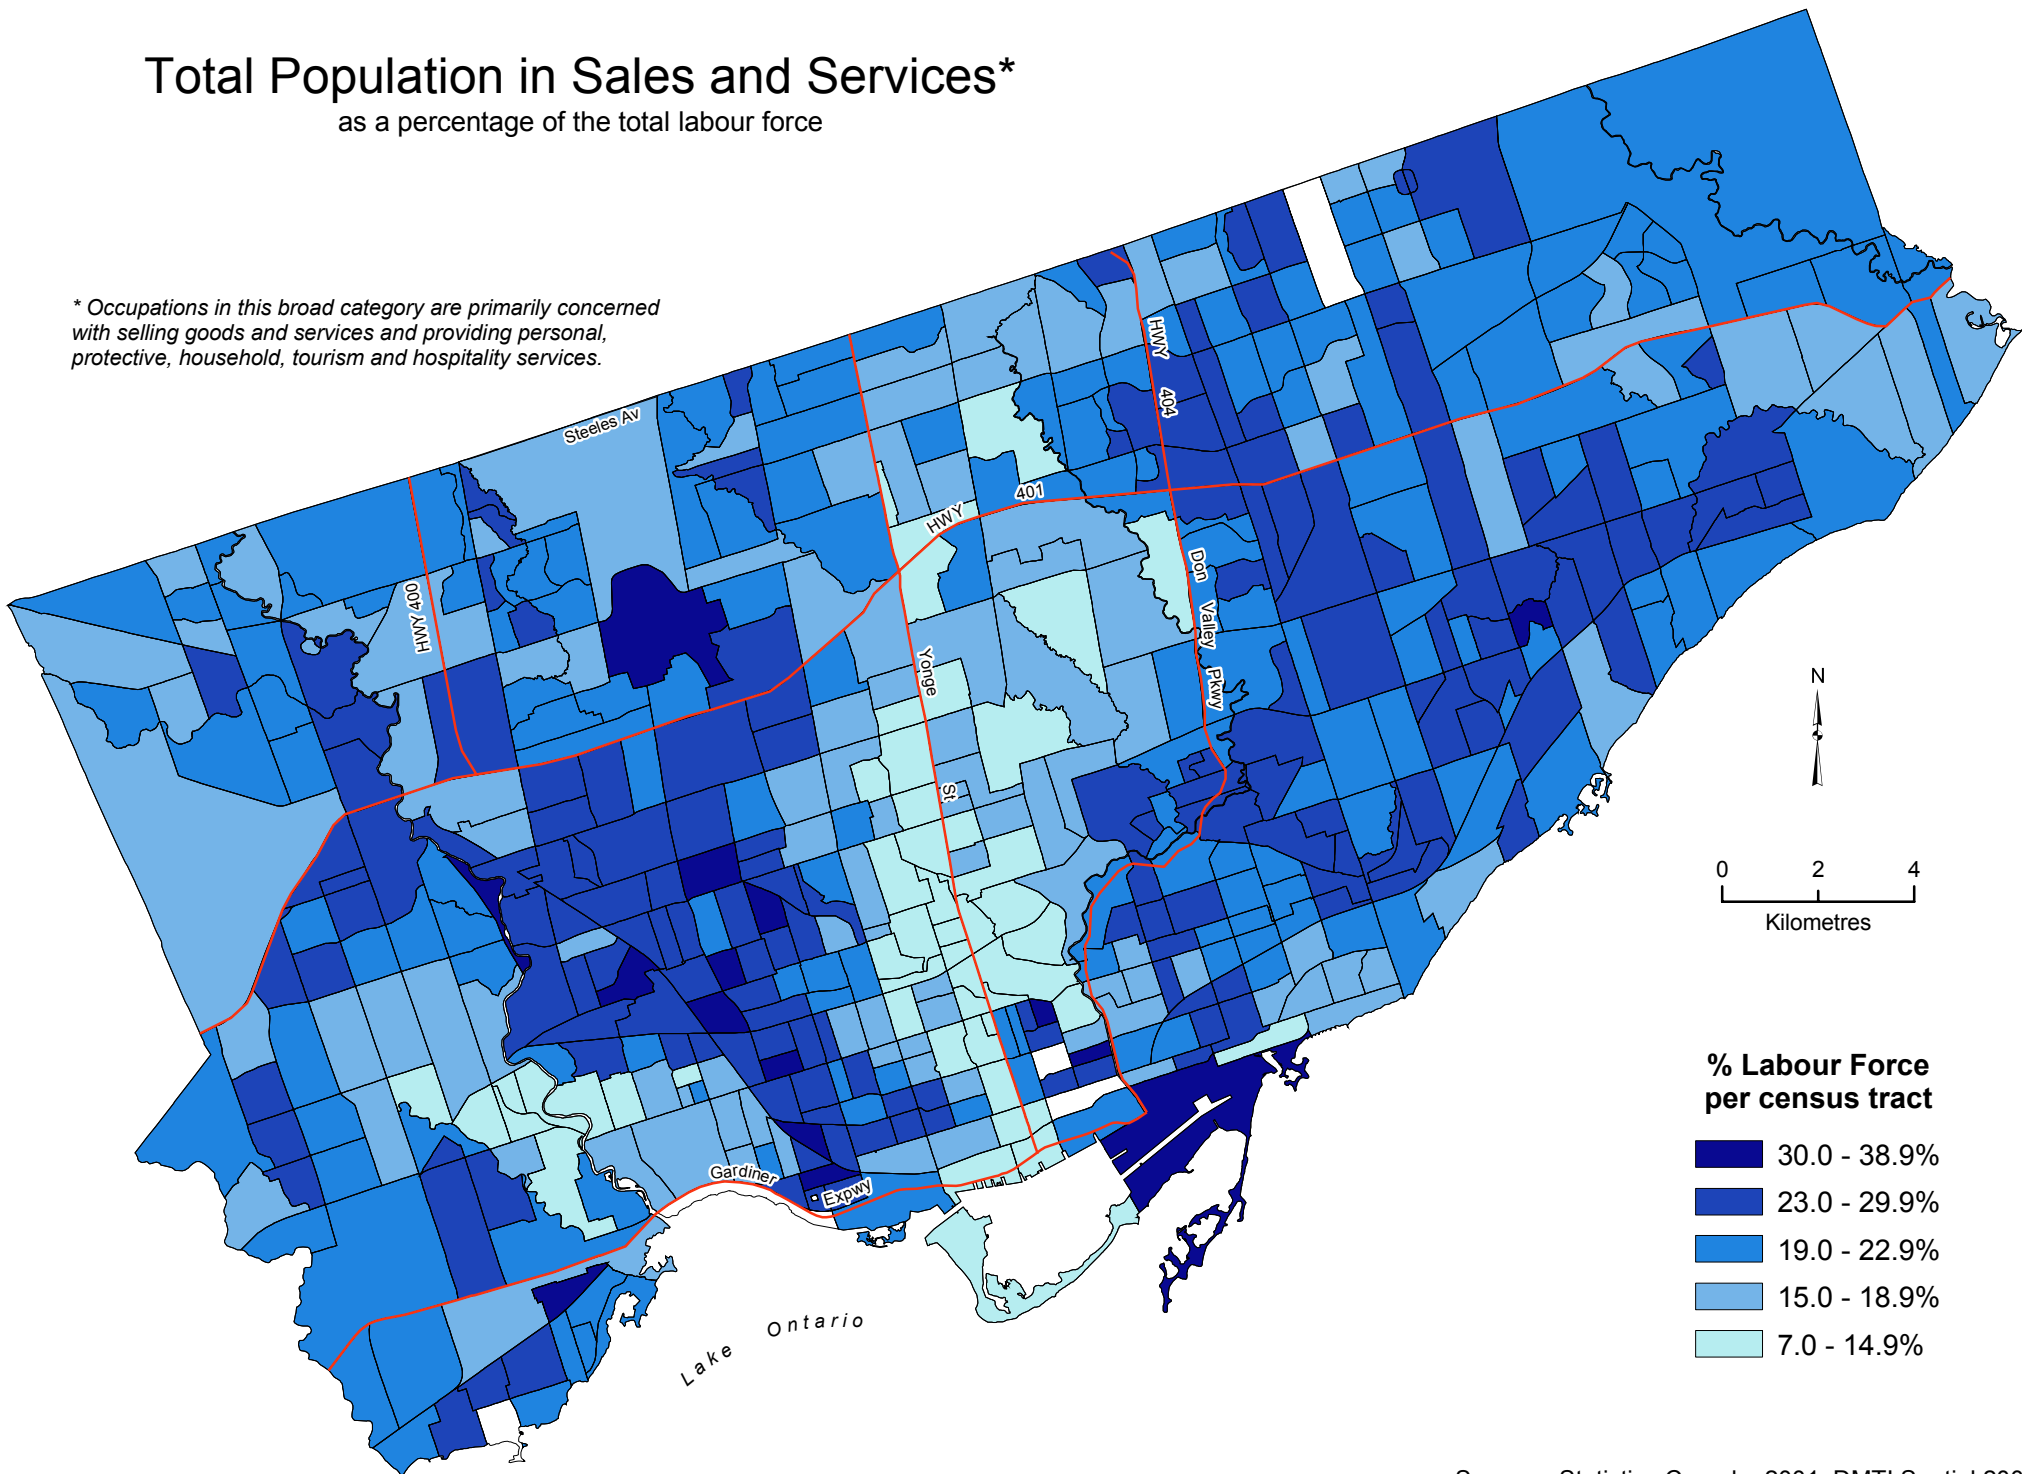 Total Population in Sales and Services*
as a percentage of the total labour force
* Occupations in this broad category are primarily concerned
with selling goods and services and providing personal,
protective, household, tourism and hospitality services.
Steeles Av
HWY 400
HWY 404
HWY 401
Don Valley Pkwy
Yonge St
Gardiner Expwy
Lake Ontario
N
0 2 4
Kilometres
% Labour Force
per census tract
30.0 - 38.9%
23.0 - 29.9%
19.0 - 22.9%
15.0 - 18.9%
7.0 - 14.9%